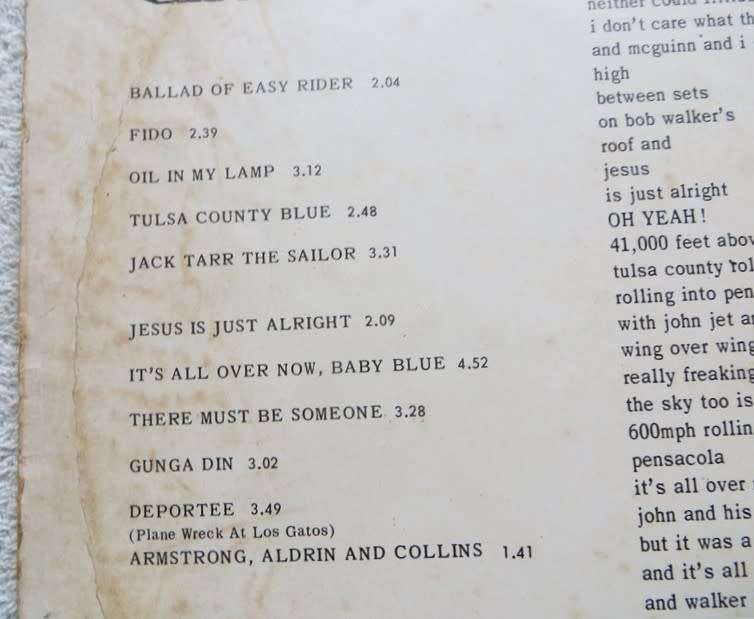 BALLAD OF EASY RIDER 2.04
FIDO 2.39
OIL IN MY LAMP 3.12
TULSA COUNTY BLUE 2.48
JACK TARR THE SAILOR 3.31
JESUS IS JUST ALRIGHT 2.09
IT'S ALL OVER NOW, BABY BLUE 4.52
THERE MUST BE SOMEONE 3.28
GUNGA DIN 3.02
DEPORTEE 3.49
(Plane Wreck At Los Gatos)
ARMSTRONG, ALDRIN AND COLLINS 1.41
neither
i don't care what th
and mcguinn and i
high
between sets
on bob walker's
roof and
jesus
is just alright
OH YEAH!
41,000 feet abov
tulsa county rol
rolling into pen
with john jet a
wing over wing
really freaking
the sky too is
600mph rollin
pensacola
it's all over
john and his
but it was a
and it's all
and walker